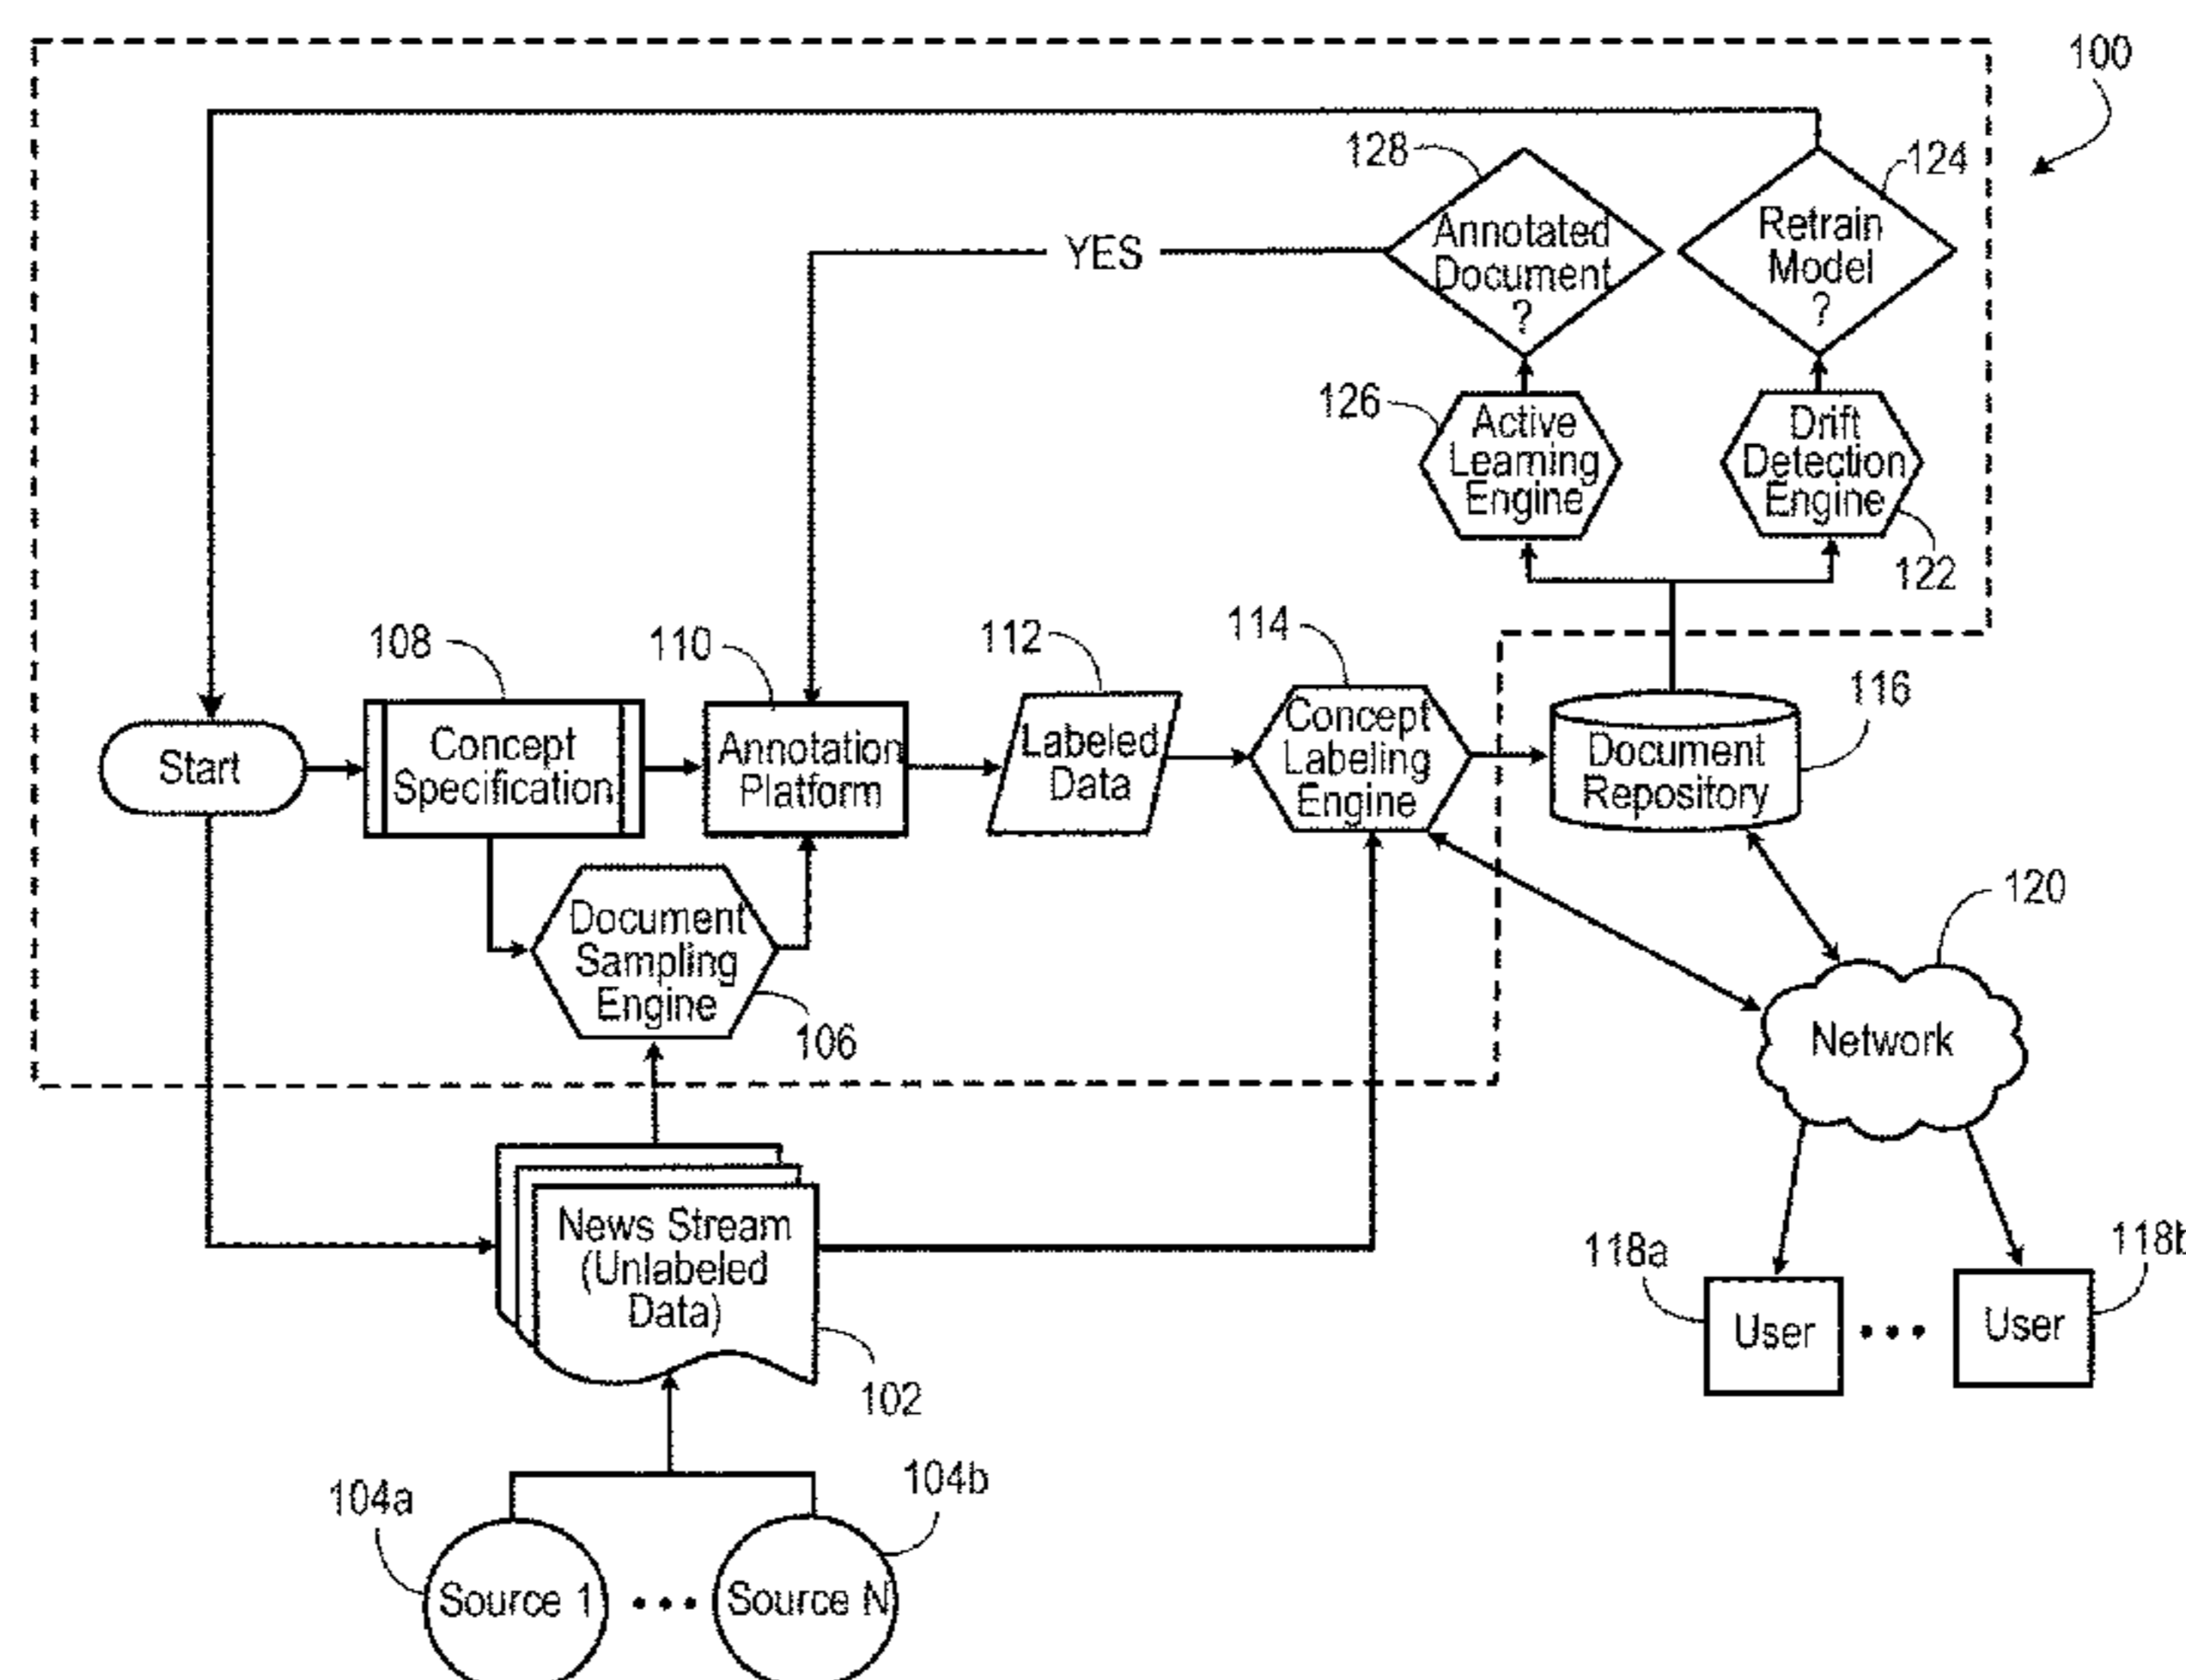 100
128
124
Annotated
Document
?
Retrain
Model
?
YES
126
Active
Learning
Engine
Drift
Detection
Engine
122
108
110
112
114
116
Start
Concept
Specification
Annotation
Platform
Labeled
Data
Concept
Labeling
Engine
Document
Repository
Document
Sampling
Engine
106
120
Network
News Stream
(Unlabeled
Data)
102
118a
118b
User
User
104a
104b
Source 1
Source N